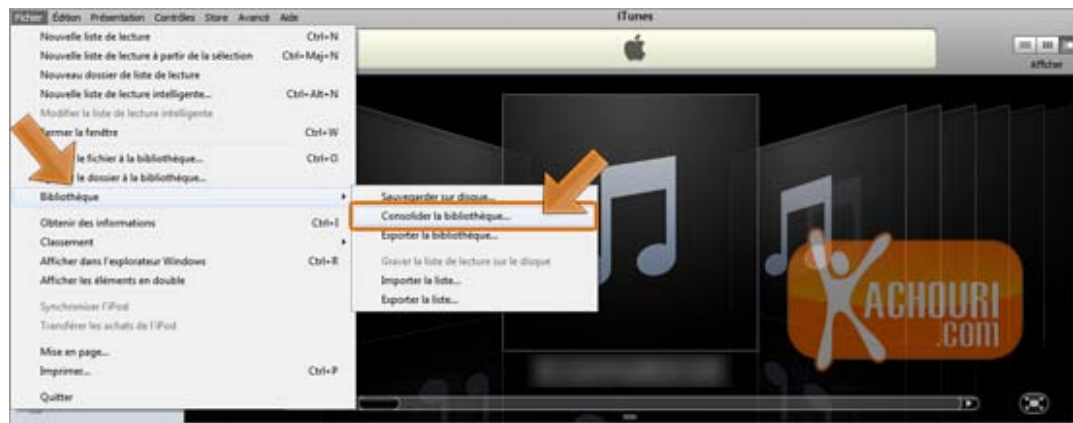 Fichier Édition Présentation Contrôles Store Avancé Aide
iTunes
Nouvelle liste de lecture Ctrl+N
Nouvelle liste de lecture à partir de la sélection Ctrl+Maj+N
Nouveau dossier de liste de lecture
Nouvelle liste de lecture intelligente... Ctrl+Alt+N
Modifier la liste de lecture intelligente
Fermer la fenêtre Ctrl+W
le fichier à la bibliothèque... Ctrl+O
le dossier à la bibliothèque...
Bibliothèque
Obtenir des informations Ctrl+I
Classement
Afficher dans l'explorateur Windows Ctrl+R
Afficher les éléments en double
Synchroniser l'iPod
Transférer les achats de l'iPod
Mise en page...
Imprimer... Ctrl+P
Quitter
Sauvegarder sur disque...
Consolider la bibliothèque...
Exporter la bibliothèque...
Graver la liste de lecture sur le disque
Importer la liste...
Exporter la liste...
Afficher
KACHOURI
.com